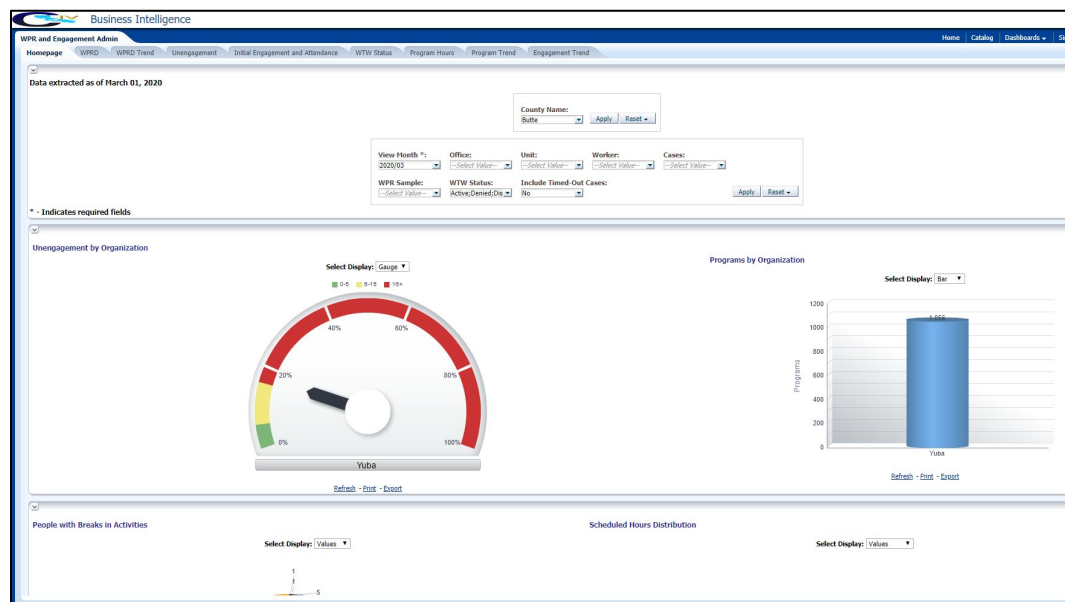 Business Intelligence
WPR and Engagement Admin
Home Catalog Dashboards
Homepage WPRD WPRD Trend Unengagement Initial Engagement and Attendance WTW Status Program Hours Program Trend Engagement Trend
Data extracted as of March 01, 2020
County Name:
Butte Apply Reset
View Month *: Office: Unit: Worker: Cases:
2020/03 --Select Value-- --Select Value-- --Select Value-- --Select Value--
WPR Sample: WTW Status: Include Timed-Out Cases:
--Select Value-- Active;Denied;Dis No Apply Reset
* - Indicates required fields
Unengagement by Organization
Select Display: Gauge
0-5 6-15 16+
0% 20% 40% 60% 80% 100%
Yuba
Refresh - Print - Export
Programs by Organization
Select Display: Bar
1200
1000
800
600
400
200
0
Programs
Yuba
Refresh - Print - Export
People with Breaks in Activities
Select Display: Values
1
1
5
Scheduled Hours Distribution
Select Display: Values